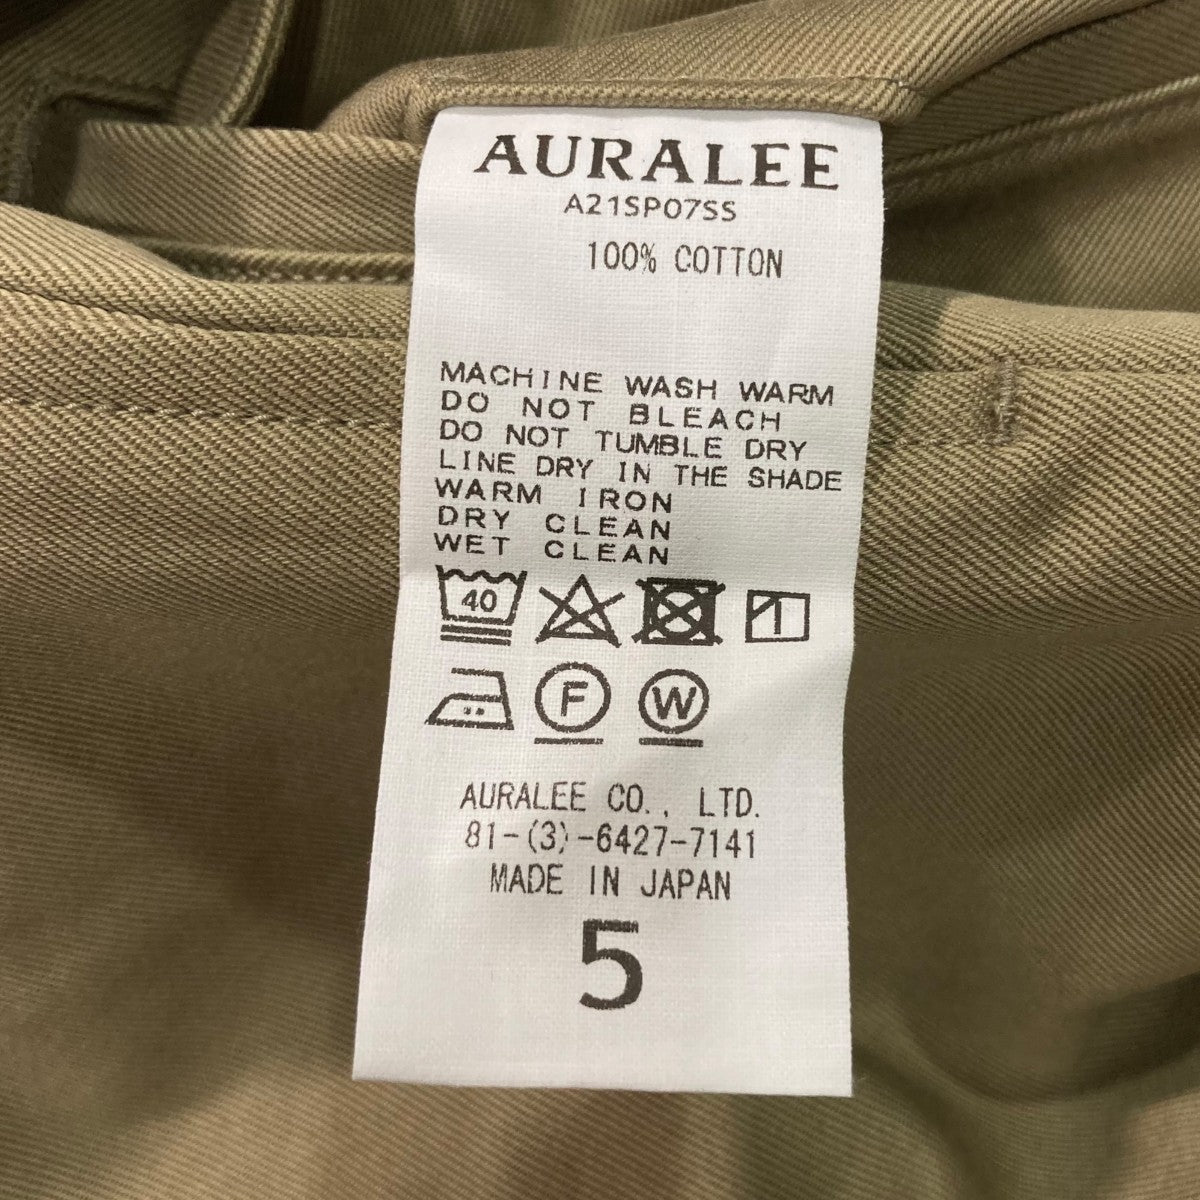 AURALEE
A21SP07SS
100% COTTON
MACHINE WASH WARM
DO NOT BLEACH
DO NOT TUMBLE DRY
LINE DRY IN THE SHADE
WARM IRON
DRY CLEAN
WET CLEAN
40
F W
AURALEE CO., LTD.
81-(3)-6427-7141
MADE IN JAPAN
5